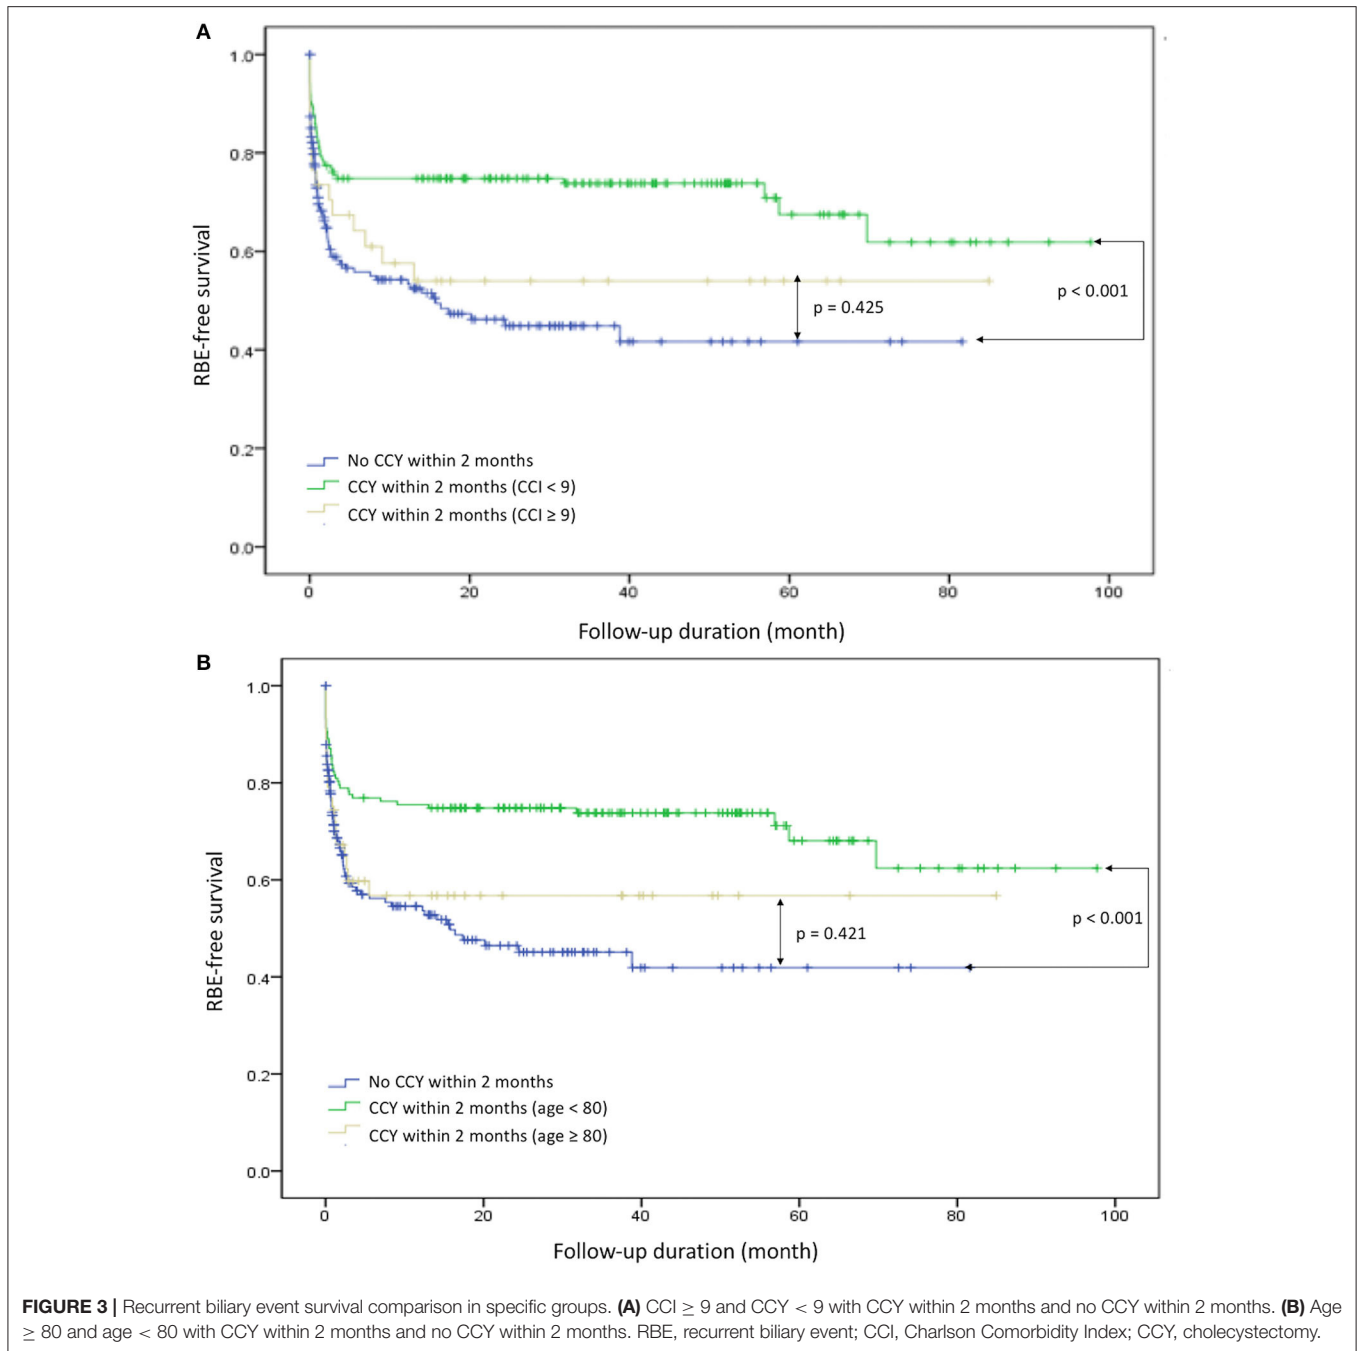 A
1.0
0.8
0.6
0.4
0.2
0.0
RBE-free survival
p < 0.001
p = 0.425
No CCY within 2 months
CCY within 2 months (CCI < 9)
CCY within 2 months (CCI ≥ 9)
0 20 40 60 80 100
Follow-up duration (month)
B
1.0
0.8
0.6
0.4
0.2
0.0
RBE-free survival
p < 0.001
p = 0.421
No CCY within 2 months
CCY within 2 months (age < 80)
CCY within 2 months (age ≥ 80)
0 20 40 60 80 100
Follow-up duration (month)
FIGURE 3 | Recurrent biliary event survival comparison in specific groups. (A) CCI ≥ 9 and CCY < 9 with CCY within 2 months and no CCY within 2 months. (B) Age
≥ 80 and age < 80 with CCY within 2 months and no CCY within 2 months. RBE, recurrent biliary event; CCI, Charlson Comorbidity Index; CCY, cholecystectomy.